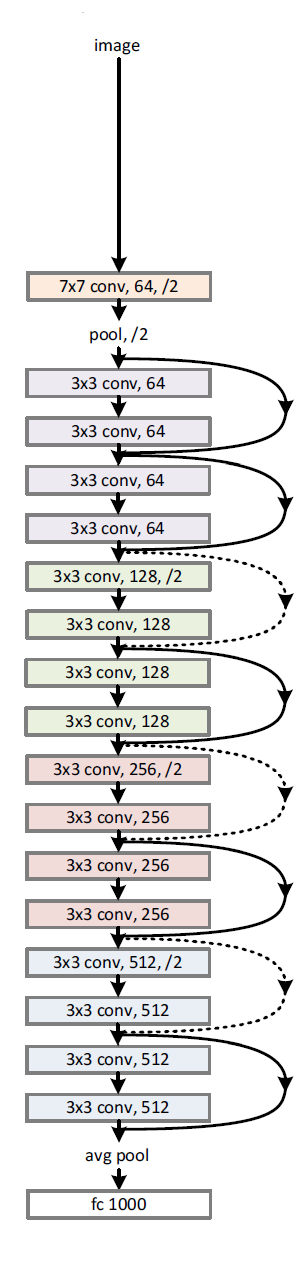 image
7x7 conv, 64, /2
pool, /2
3x3 conv, 64
3x3 conv, 64
3x3 conv, 64
3x3 conv, 64
3x3 conv, 128, /2
3x3 conv, 128
3x3 conv, 128
3x3 conv, 128
3x3 conv, 256, /2
3x3 conv, 256
3x3 conv, 256
3x3 conv, 256
3x3 conv, 512, /2
3x3 conv, 512
3x3 conv, 512
3x3 conv, 512
avg pool
fc 1000